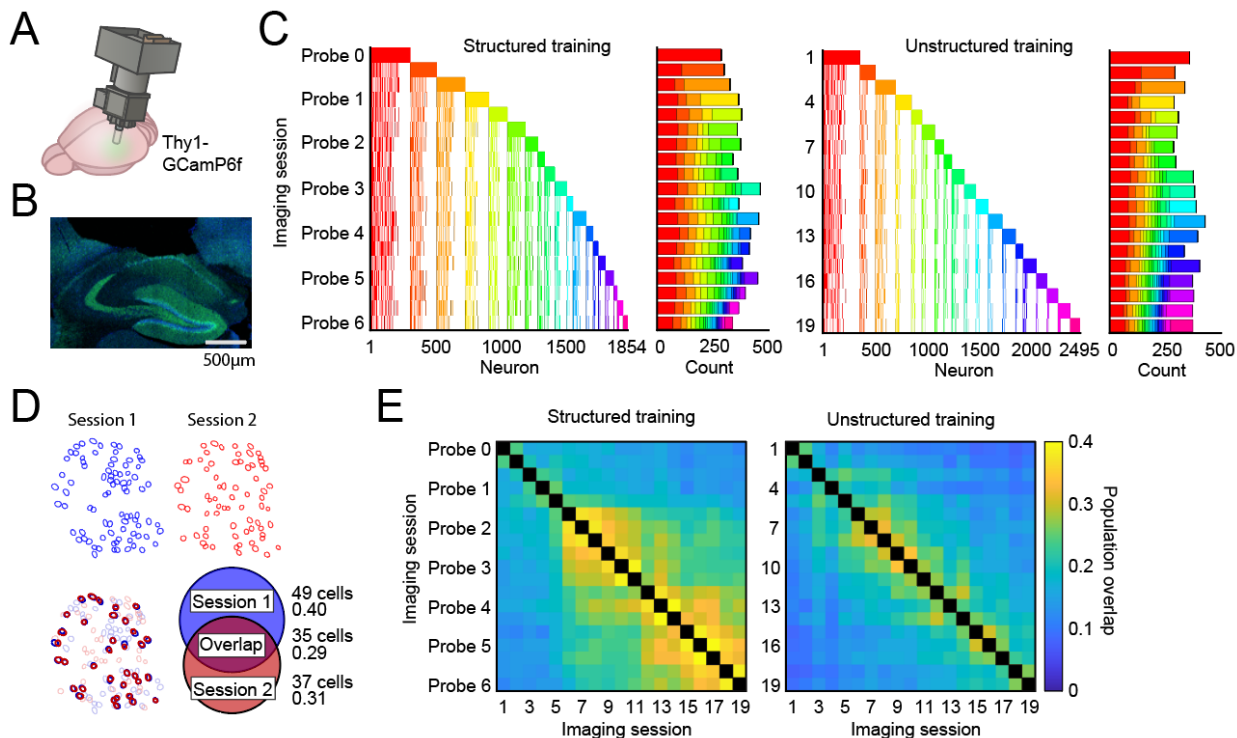 A
Thy1-
GCamP6f
B
500µm
C
Structured training
Unstructured training
Imaging session
Probe 0
Probe 1
Probe 2
Probe 3
Probe 4
Probe 5
Probe 6
1 500 1000 1500 1854
Neuron
0 250 500
Count
1
4
7
10
13
16
19
1 500 1000 1500 2000 2495
Neuron
0 250 500
Count
D
Session 1 Session 2
Session 1
Overlap
Session 2
49 cells
0.40
35 cells
0.29
37 cells
0.31
E
Structured training
Unstructured training
Imaging session
Probe 0
Probe 1
Probe 2
Probe 3
Probe 4
Probe 5
Probe 6
1 3 5 7 9 11 13 15 17 19
Imaging session
1
4
7
10
13
16
19
1 3 5 7 9 11 13 15 17 19
Imaging session
0.4
0.3
0.2
0.1
0
Population overlap